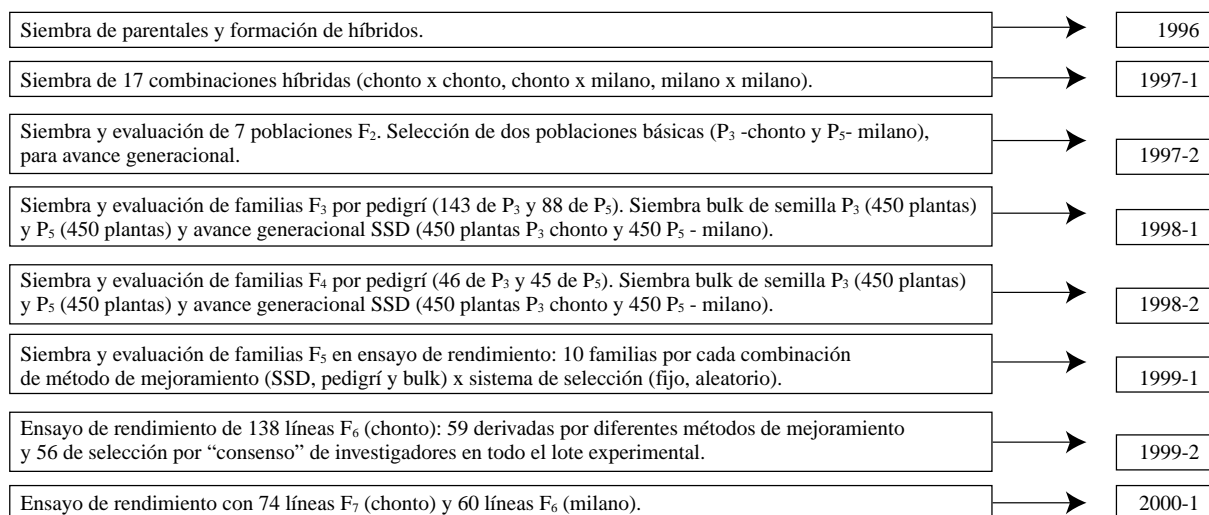 Siembra de parentales y formación de híbridos.
1996
Siembra de 17 combinaciones híbridas (chonto x chonto, chonto x milano, milano x milano).
1997-1
Siembra y evaluación de 7 poblaciones F₂. Selección de dos poblaciones básicas (P₃ -chonto y P₅- milano),
para avance generacional.
1997-2
Siembra y evaluación de familias F₃ por pedigrí (143 de P₃ y 88 de P₅). Siembra bulk de semilla P₃ (450 plantas)
y P₅ (450 plantas) y avance generacional SSD (450 plantas P₃ chonto y 450 P₅ - milano).
1998-1
Siembra y evaluación de familias F₄ por pedigrí (46 de P₃ y 45 de P₅). Siembra bulk de semilla P₃ (450 plantas)
y P₅ (450 plantas) y avance generacional SSD (450 plantas P₃ chonto y 450 P₅ - milano).
1998-2
Siembra y evaluación de familias F₅ en ensayo de rendimiento: 10 familias por cada combinación
de método de mejoramiento (SSD, pedigrí y bulk) x sistema de selección (fijo, aleatorio).
1999-1
Ensayo de rendimiento de 138 líneas F₆ (chonto): 59 derivadas por diferentes métodos de mejoramiento
y 56 de selección por “consenso” de investigadores en todo el lote experimental.
1999-2
Ensayo de rendimiento con 74 líneas F₇ (chonto) y 60 líneas F₆ (milano).
2000-1